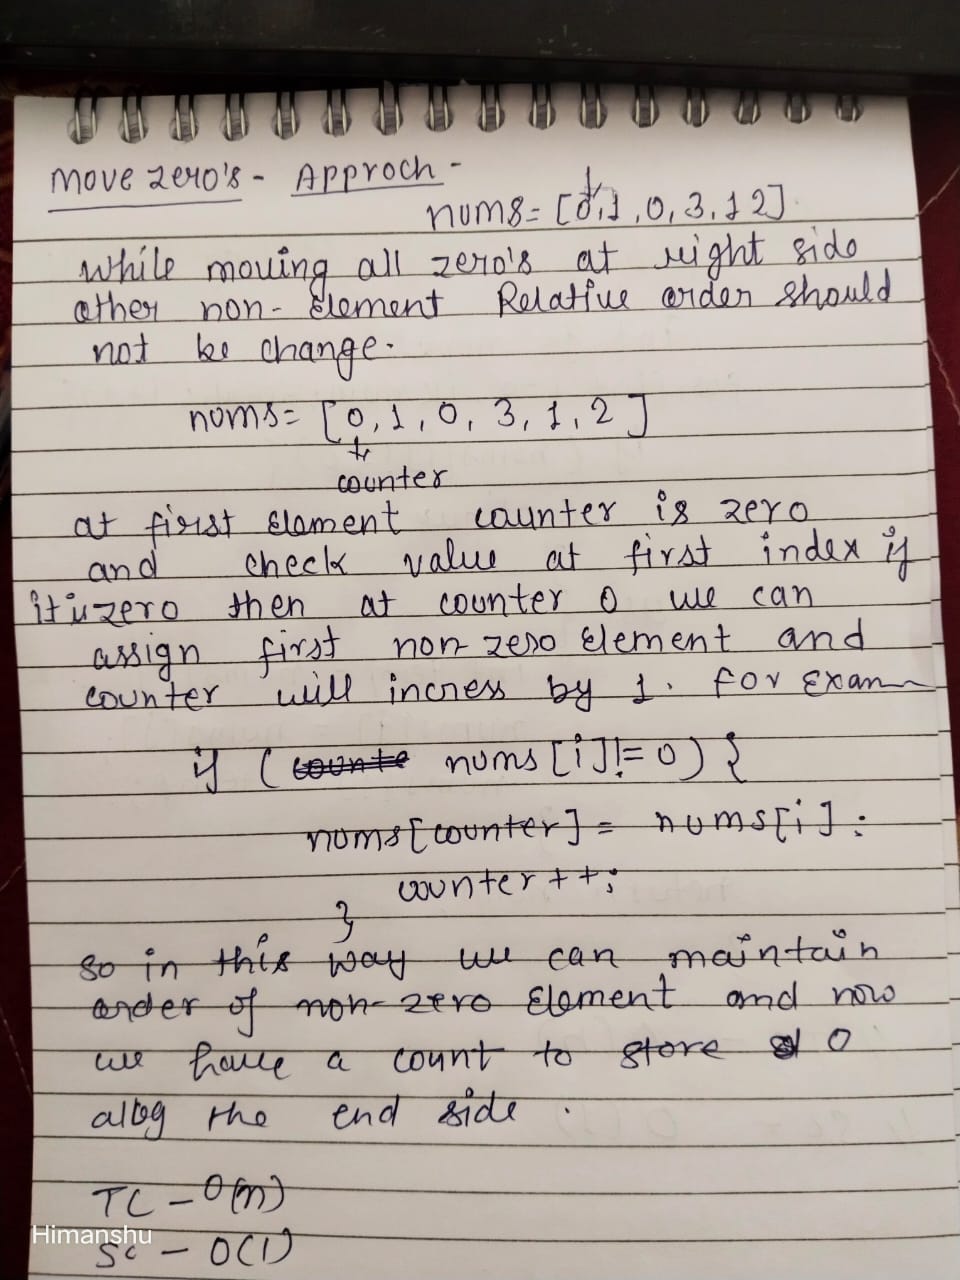 Move zero's - Approch -
nums = [0,1,0,3,12]
while moving all zero's at right side
other non-Element Relative order should
not be change.
nums = [0,1,0,3,1,2]
counter
at first Element counter is zero
and check value at first index if
it is zero then at counter 0 we can
assign first non-zero Element and
counter will incress by 1. for Exam
if (counte nums[i]!=0) {
nums[counter] = nums[i];
counter++;
}
so in this way we can maintain
order of non-zero Element and now
we have a count to store 0
the end side.
TC - O(n)
SC - O(1)
Himanshu